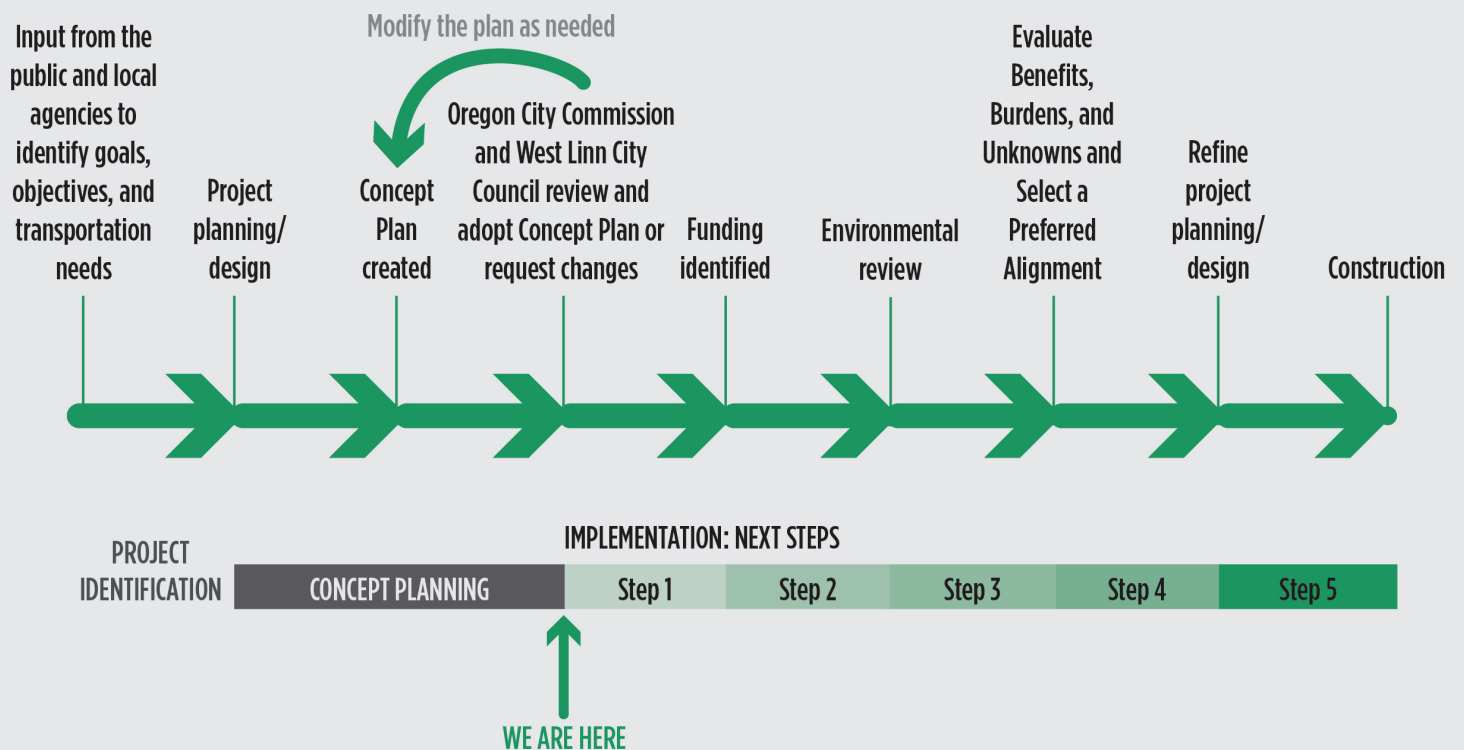 Modify the plan as needed
Input from the
public and local
agencies to
identify goals,
objectives, and
transportation
needs
Project
planning/
design
Concept
Plan
created
Oregon City Commission
and West Linn City
Council review and
adopt Concept Plan or
request changes
Funding
identified
Environmental
review
Evaluate
Benefits,
Burdens, and
Unknowns and
Select a
Preferred
Alignment
Refine
project
planning/
design
Construction
IMPLEMENTATION: NEXT STEPS
PROJECT
IDENTIFICATION
CONCEPT PLANNING
Step 1
Step 2
Step 3
Step 4
Step 5
WE ARE HERE